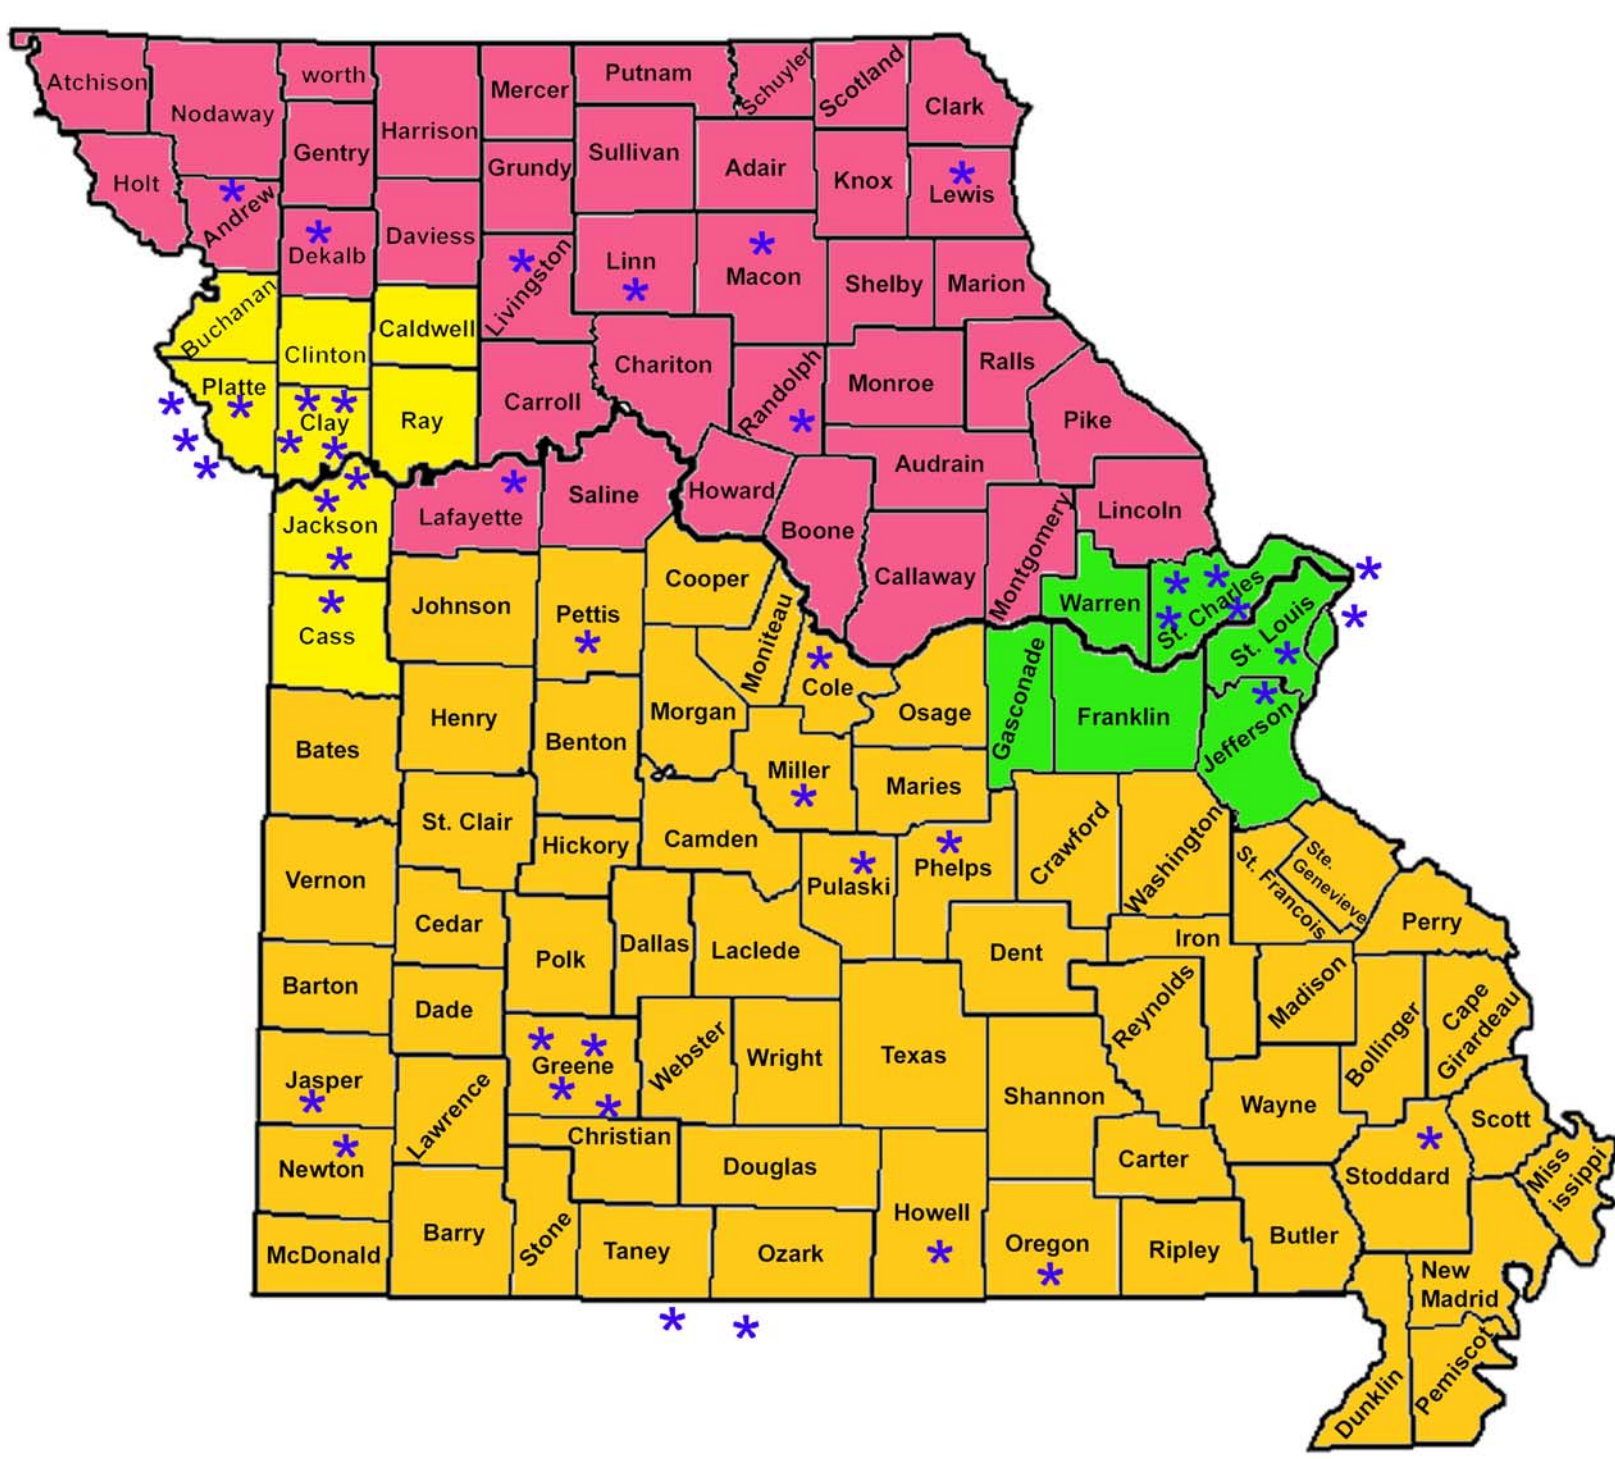 Atchison
Nodaway
worth
Harrison
Mercer
Putnam
Schuyler
Scotland
Clark
Holt
Andrew
Gentry
Dekalb
Daviess
Grundy
Sullivan
Adair
Knox
Lewis
Livingston
Linn
Macon
Shelby
Marion
Buchanan
Clinton
Caldwell
Platte
Clay
Ray
Carroll
Chariton
Randolph
Monroe
Ralls
Pike
Audrain
Jackson
Lafayette
Saline
Howard
Boone
Callaway
Montgomery
Lincoln
Cass
Johnson
Pettis
Cooper
Moniteau
Cole
Warren
St. Charles
St. Louis
Bates
Henry
Benton
Morgan
Miller
Osage
Maries
Gasconade
Franklin
Jefferson
Vernon
St. Clair
Hickory
Camden
Pulaski
Phelps
Crawford
Washington
St. Francois
Ste.
Genevieve
Perry
Cedar
Polk
Dallas
Laclede
Dent
Iron
Madison
Barton
Dade
Greene
Webster
Wright
Texas
Reynolds
Bollinger
Cape
Girardeau
Jasper
Lawrence
Christian
Douglas
Shannon
Wayne
Scott
Newton
Carter
Stoddard
Miss
issippi
McDonald
Barry
Stone
Taney
Ozark
Howell
Oregon
Ripley
Butler
New
Madrid
Dunklin
Pemiscot